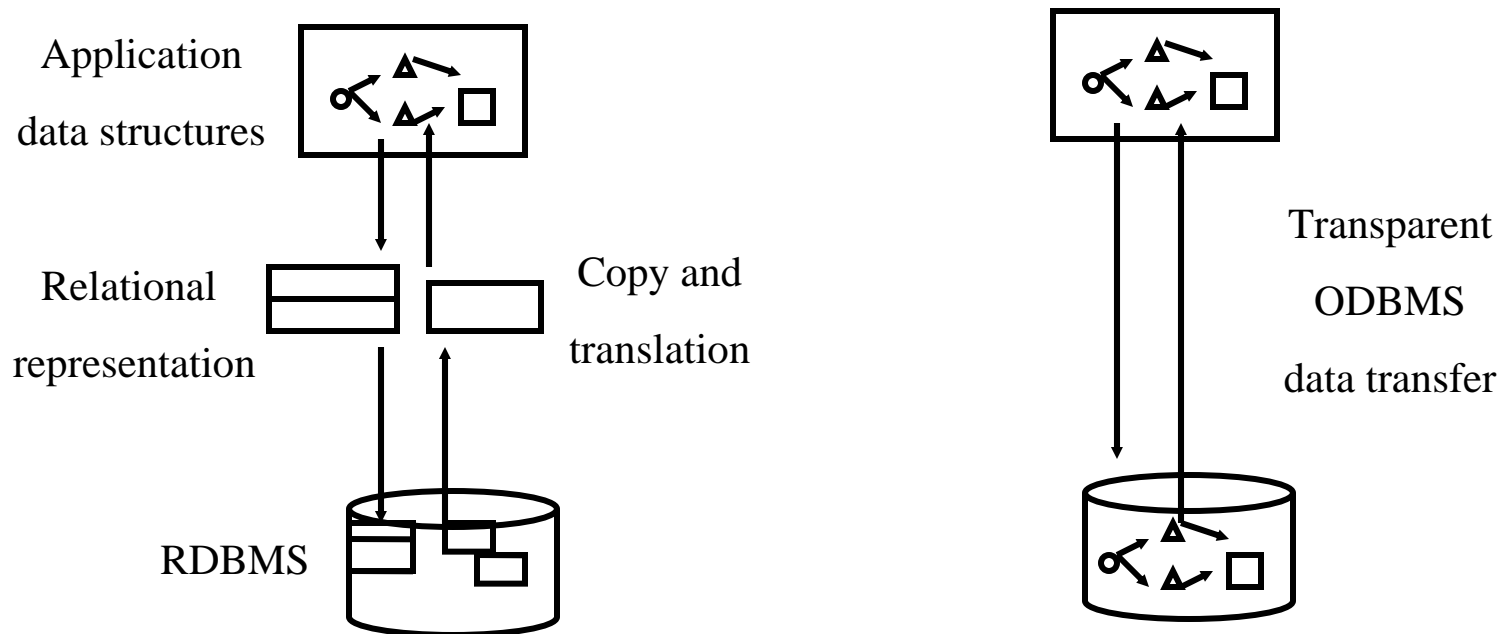 Application
data structures
Relational
representation
Copy and
translation
RDBMS
Transparent
ODBMS
data transfer